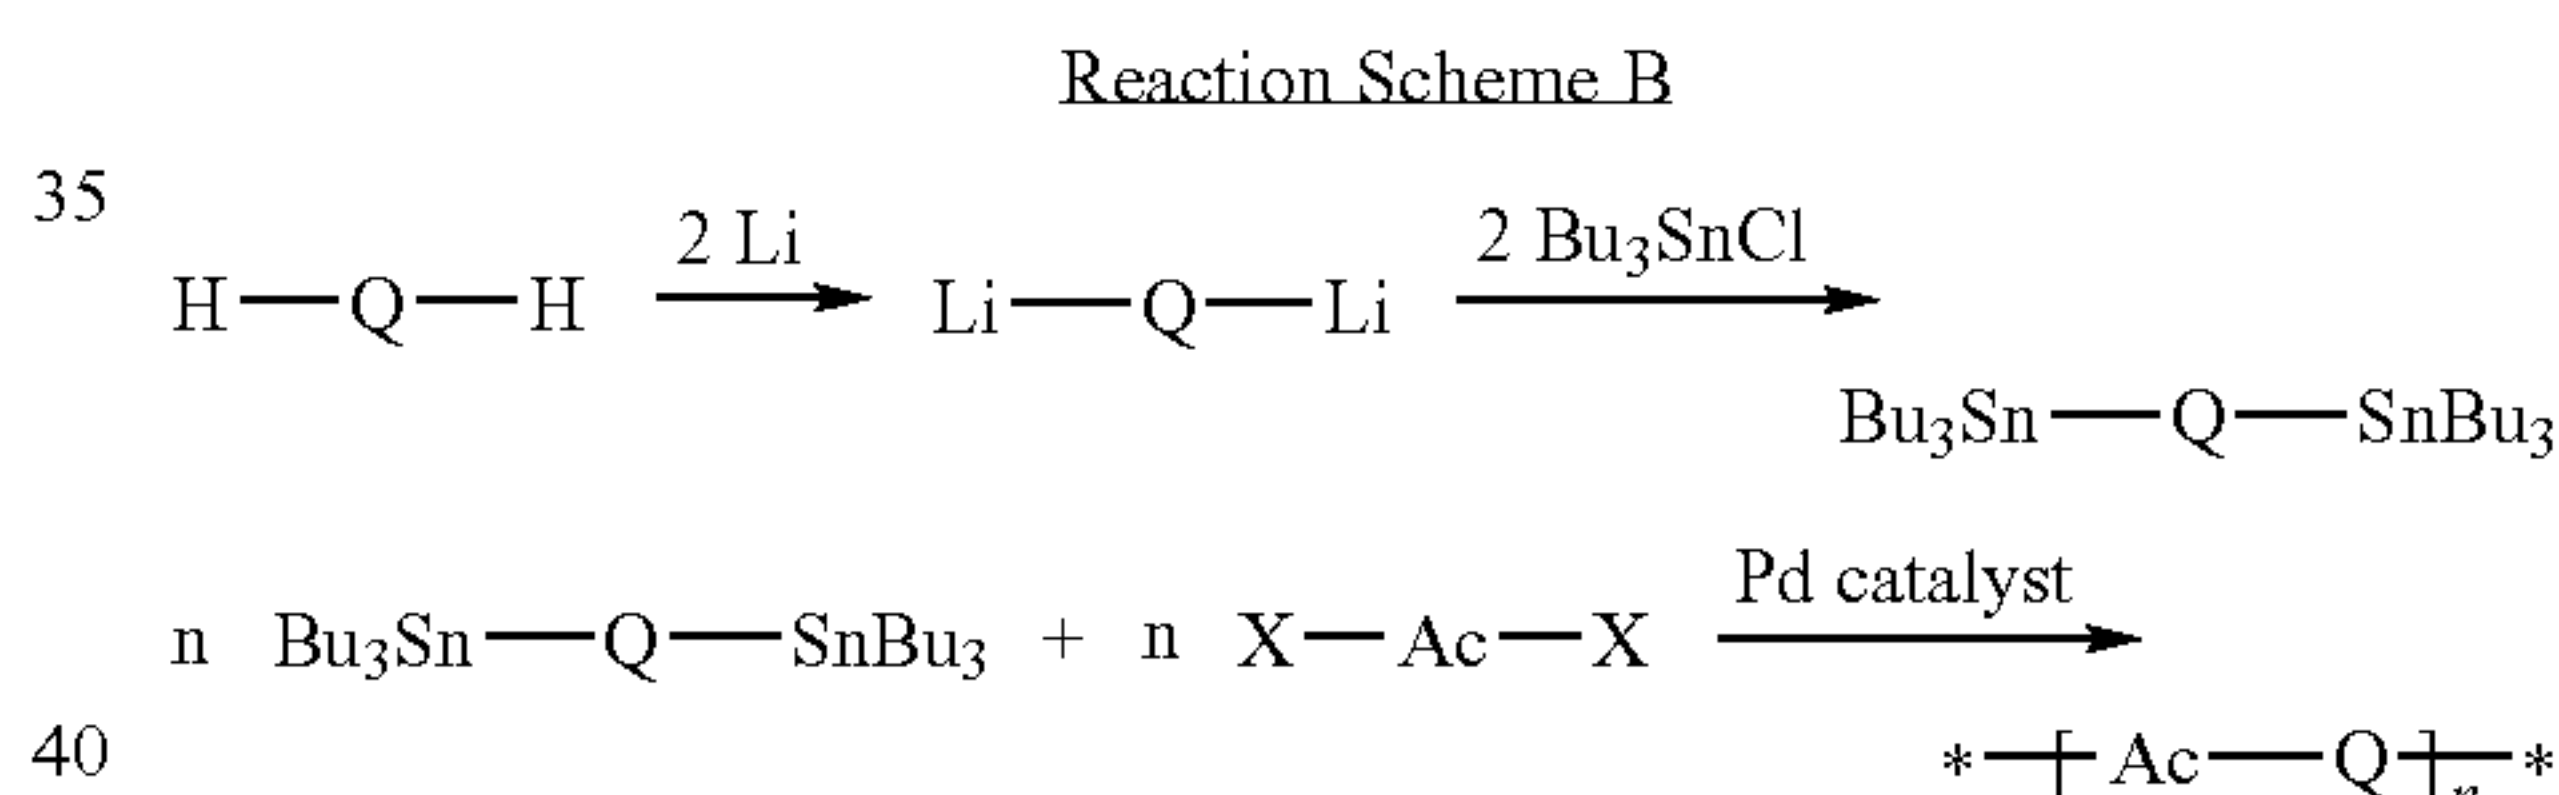 Reaction Scheme B
35
2 Li 2 Bu3SnCl
H—Q—H Li—Q—Li
Bu3Sn—Q—SnBu3
Pd catalyst
n Bu3Sn—Q—SnBu3 + n X—Ac—X
40 *—[Ac—Q]n—*